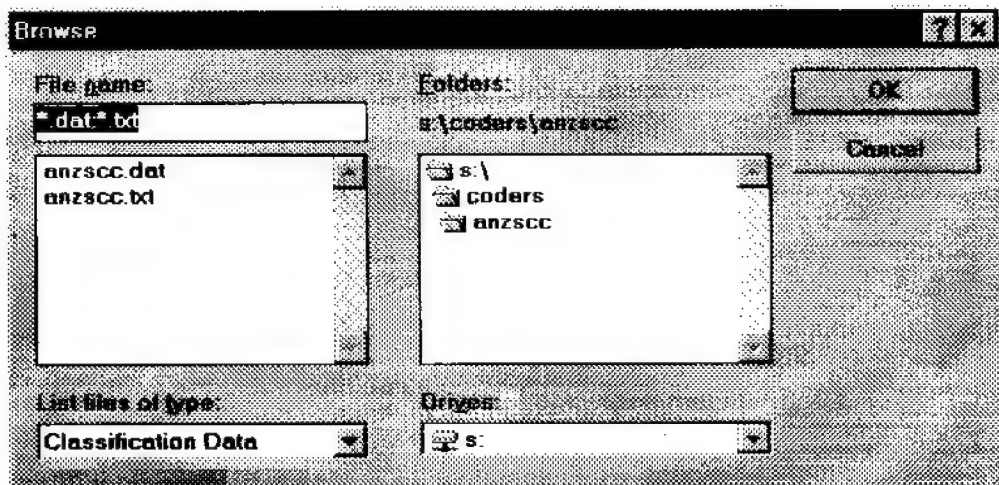 Browse
File name:
*.dat;*.txt
anzscc.dat
anzscc.txt
List files of type:
Classification Data
Folders:
s:\coders\anzscc
s:\
coders
anzscc
Drives:
s:
OK
Cancel